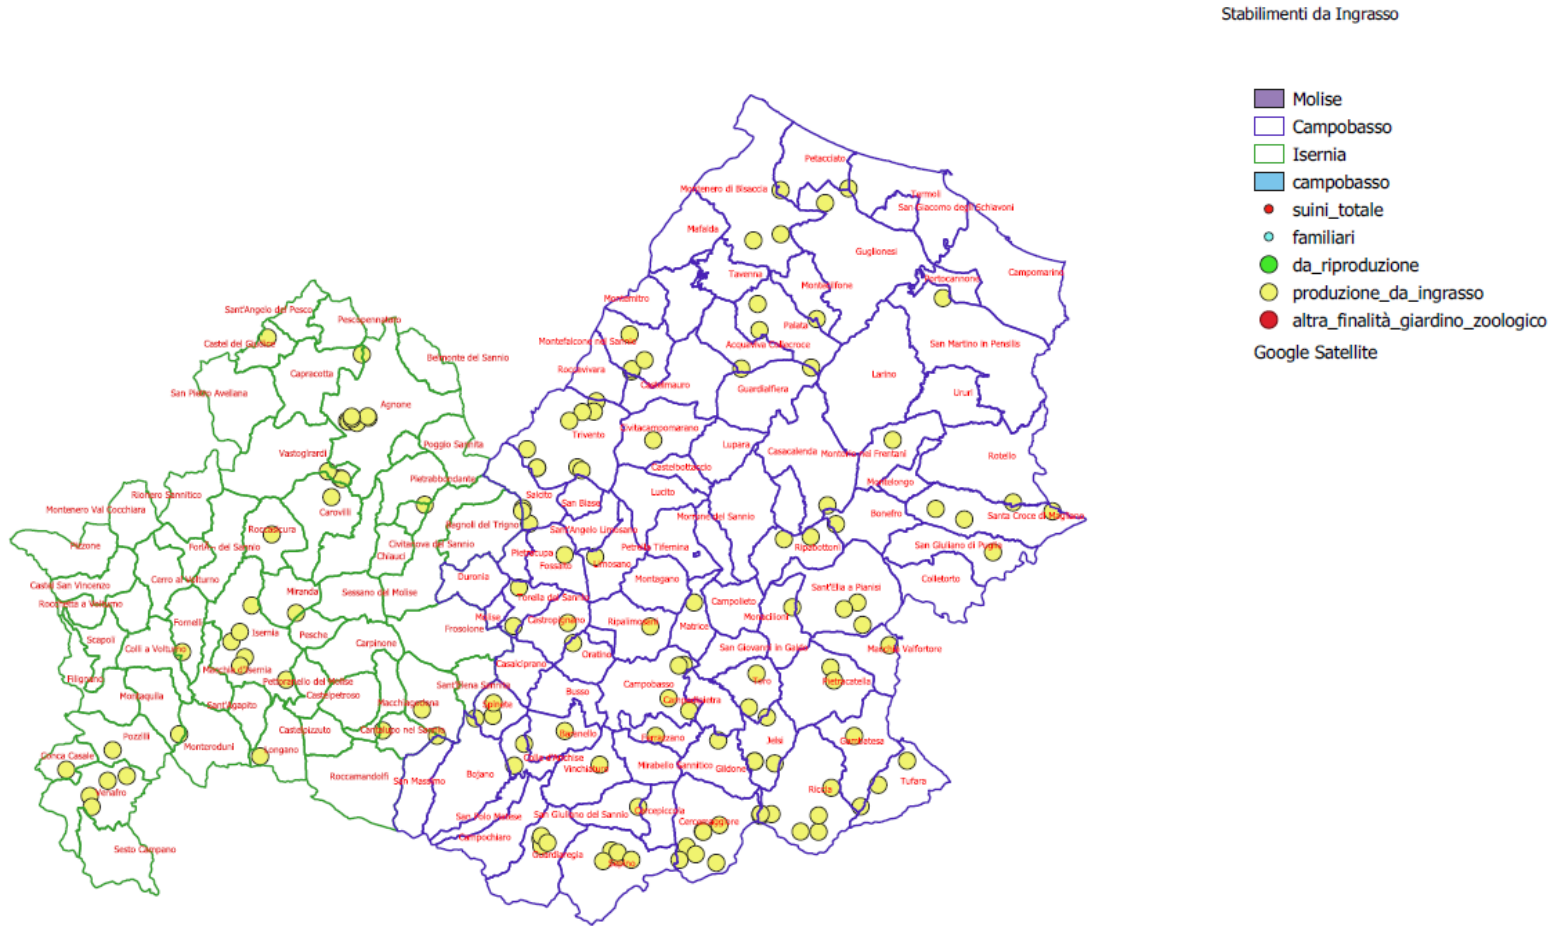 Stabilimenti da Ingrasso
Molise
Campobasso
Isernia
campobasso
suini_totale
familiari
da_riproduzione
produzione_da_ingrasso
altra_finalità_giardino_zoologico
Google Satellite
Petacciato
Montenero di Bisaccia
Termoli
San Giacomo degli Schiavoni
Mafalda
Guglionesi
Tavenna
Portocannone
Campomarino
Montenitro
Montecilfone
Sant'Angelo del Pesco
Pescopennataro
Palata
Castel del Giudice
Montefalcone nel Sannio
Acquaviva Collecroce
San Martino in Pensilis
Belmonte del Sannio
Capracotta
Roccavivara
Larino
Castelmauro
Guardialfiera
San Pietro Avellana
Ururi
Agnone
Civitacampomarano
Trivento
Poggio Sannita
Lupara
Casacalenda
Montorio nei Frentani
Vastogirardi
Rotello
Castelbottaccio
Pietrabbondante
Montelongo
Rionero Sannitico
Salcito
Lucito
San Biase
Montenero Val Cocchiara
Carovilli
Bonefro
Santa Croce di Magliano
Morrone del Sannio
Bagnoli del Trigno
Roccasicura
Sant'Angelo Limosano
Pizzone
Forlì del Sannio
Civitanova del Sannio
Chiauci
Pietracupa
Petrella Tifernina
Ripabottoni
San Giuliano di Puglia
Fossalto
Limosano
Castel San Vincenzo
Cerro al Volturno
Duronia
Montagano
Colletorto
Miranda
Sessano del Molise
Sant'Elia a Pianisi
Rocchetta a Volturno
Torella del Sannio
Campolieto
Fornelli
Molise
Castropignano
Ripalimosani
Matrice
Monacilioni
Scapoli
Isernia
Pesche
Carpinone
Frosolone
Colli a Volturno
Oratino
San Giovanni in Galdo
Macchia Valfortore
Macchia d'Isernia
Casalciprano
Filignano
Pettoranello del Molise
Sant'Elena Sannita
Campobasso
Toro
Pietracatella
Montaquila
Castelpetroso
Busso
Sant'Agapito
Macchiagodena
Spinete
Campodipietra
Pozzilli
Castelpizzuto
Cantalupo nel Sannio
Baranello
Ferrazzano
Jelsi
Gambatesa
Conca Casale
Monteroduni
Longano
Colle d'Anchise
Roccamandolfi
San Massimo
Bojano
Vinchiaturo
Mirabello Sannitico
Gildone
Tufara
Venafro
Riccia
San Polo Matese
San Giuliano del Sannio
Cercepiccola
Cercemaggiore
Campochiaro
Sesto Campano
Guardiaregia
Sepino